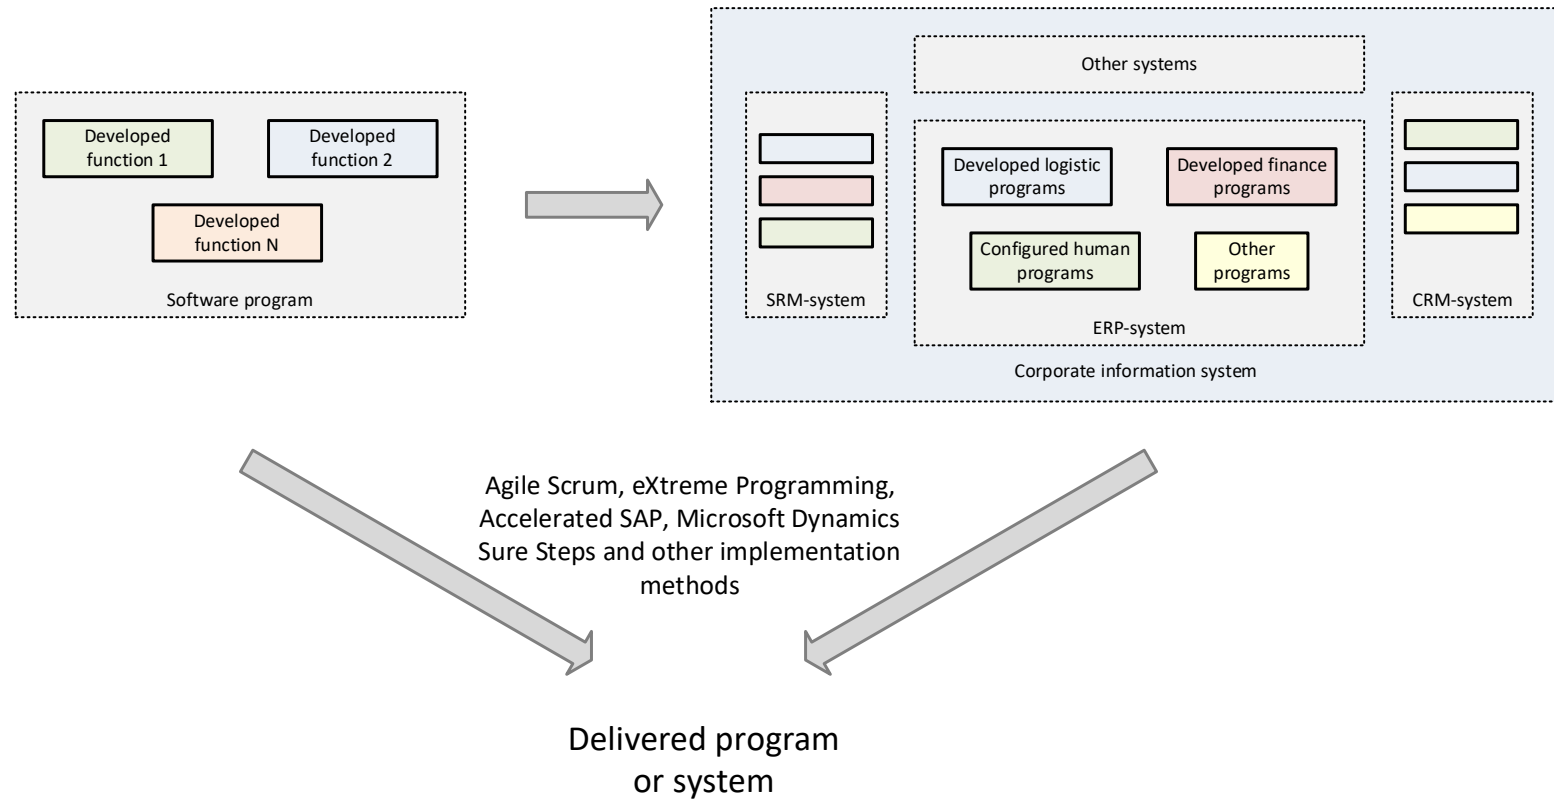 Developed
function 1
Developed
function 2
Developed
function N
Software program
Other systems
SRM-system
Developed logistic
programs
Developed finance
programs
Configured human
programs
Other
programs
ERP-system
CRM-system
Corporate information system
Agile Scrum, eXtreme Programming,
Accelerated SAP, Microsoft Dynamics
Sure Steps and other implementation
methods
Delivered program
or system